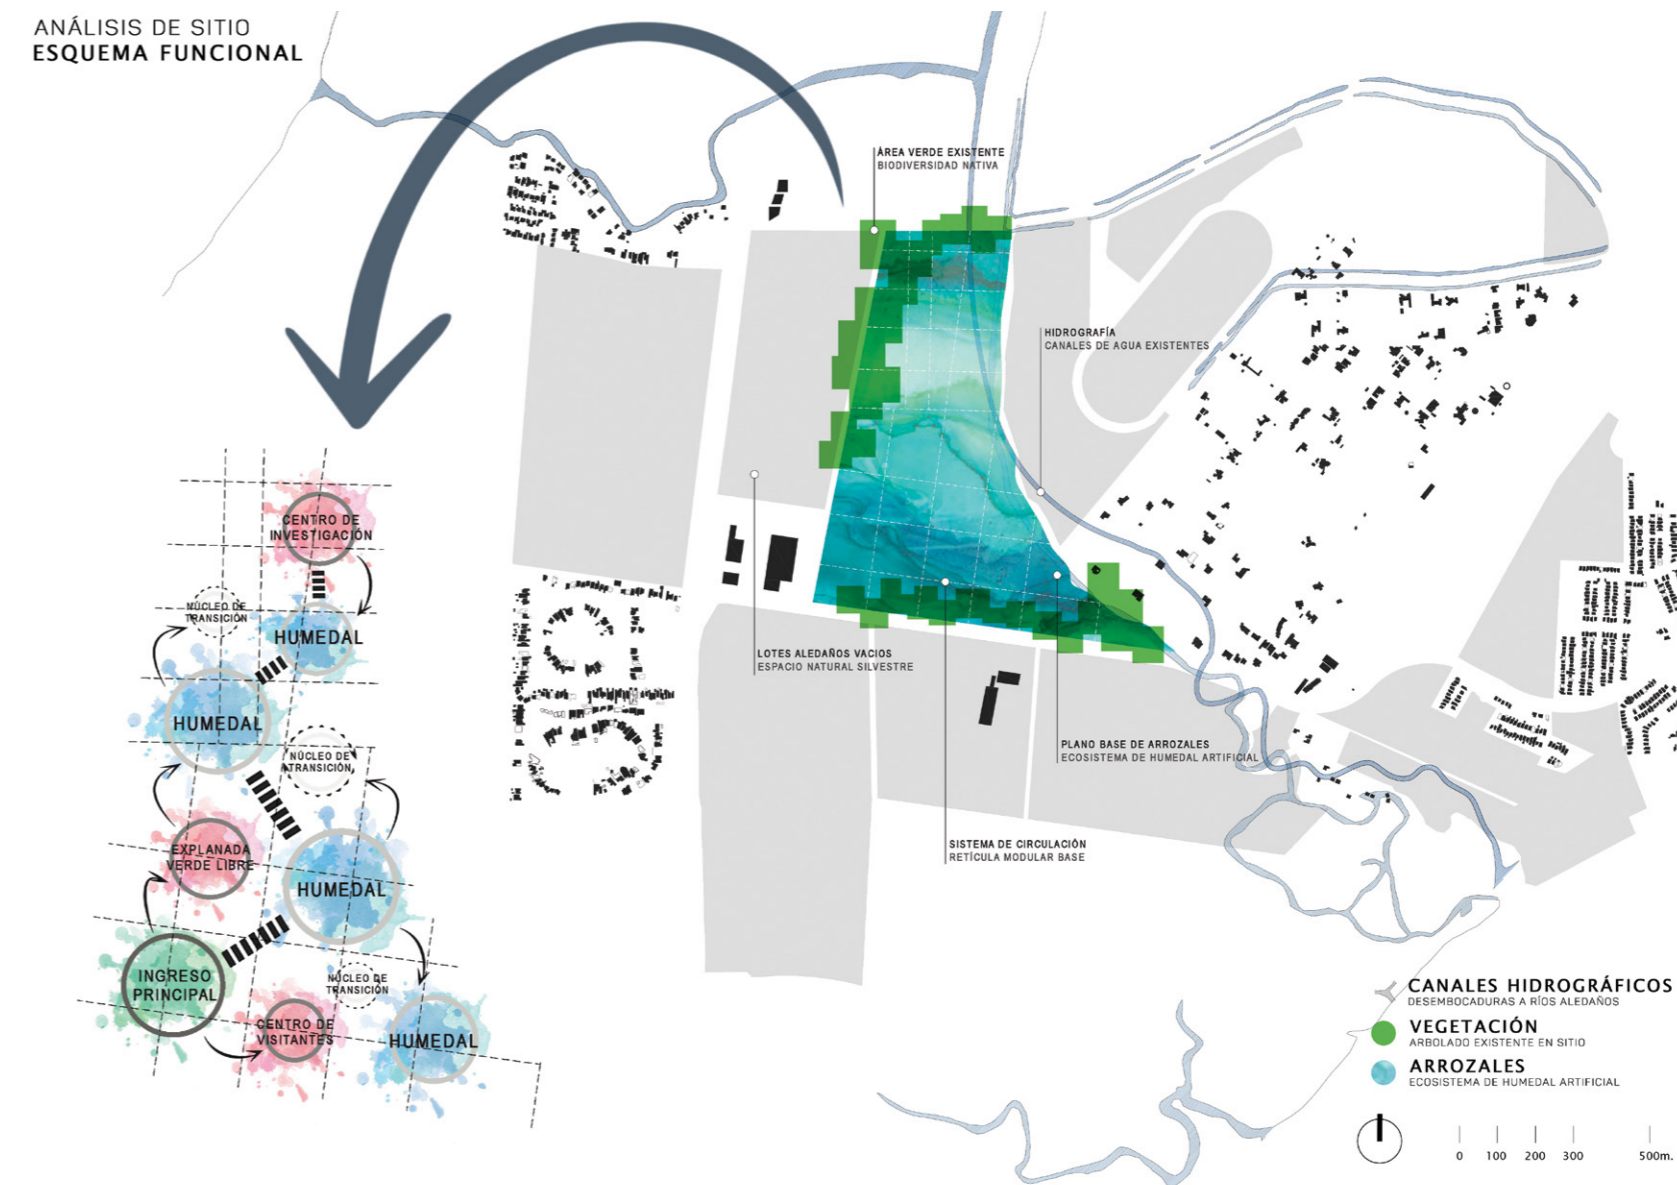 ANÁLISIS DE SITIO
ESQUEMA FUNCIONAL
ÁREA VERDE EXISTENTE
BIODIVERSIDAD NATIVA
HIDROGRAFÍA
CANALES DE AGUA EXISTENTES
LOTES ALEDAÑOS VACIOS
ESPACIO NATURAL SILVESTRE
PLANO BASE DE ARROZALES
ECOSISTEMA DE HUMEDAL ARTIFICIAL
SISTEMA DE CIRCULACIÓN
RETÍCULA MODULAR BASE
CENTRO DE
INVESTIGACIÓN
NÚCLEO DE
TRANSICIÓN
HUMEDAL
HUMEDAL
NÚCLEO DE
TRANSICIÓN
EXPLANADA
VERDE LIBRE
HUMEDAL
INGRESO
PRINCIPAL
NÚCLEO DE
TRANSICIÓN
CENTRO DE
VISITANTES
HUMEDAL
CANALES HIDROGRÁFICOS
DESEMBOCADURAS A RÍOS ALEDAÑOS
VEGETACIÓN
ARBOLADO EXISTENTE EN SITIO
ARROZALES
ECOSISTEMA DE HUMEDAL ARTIFICIAL
0 100 200 300 500m.